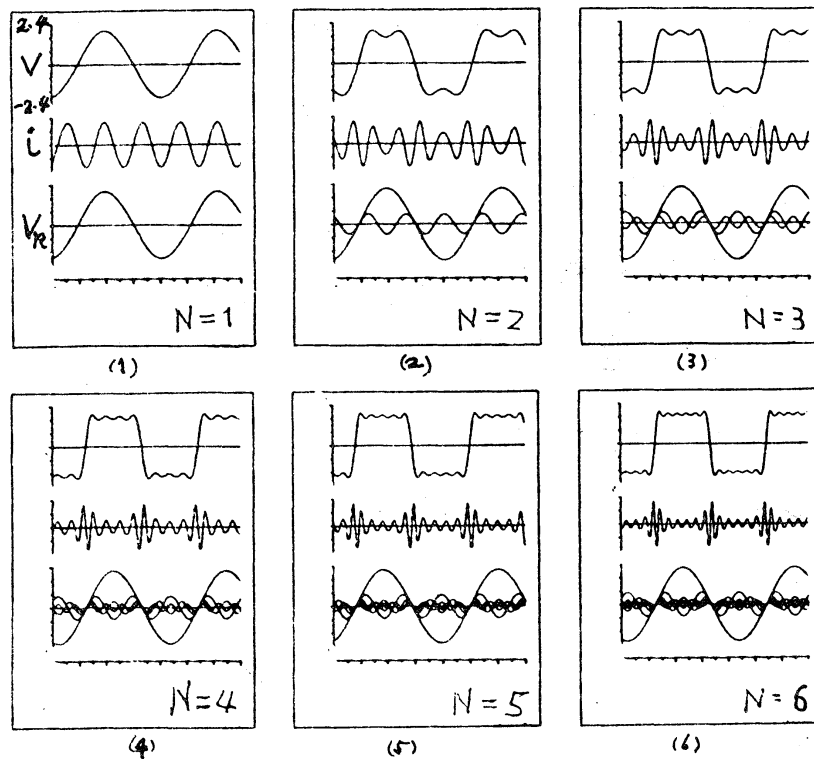 2.4
V
-2.4
i
V_R
N=1
N=2
N=3
(1)
(2)
(3)
N=4
N=5
N=6
(4)
(5)
(6)